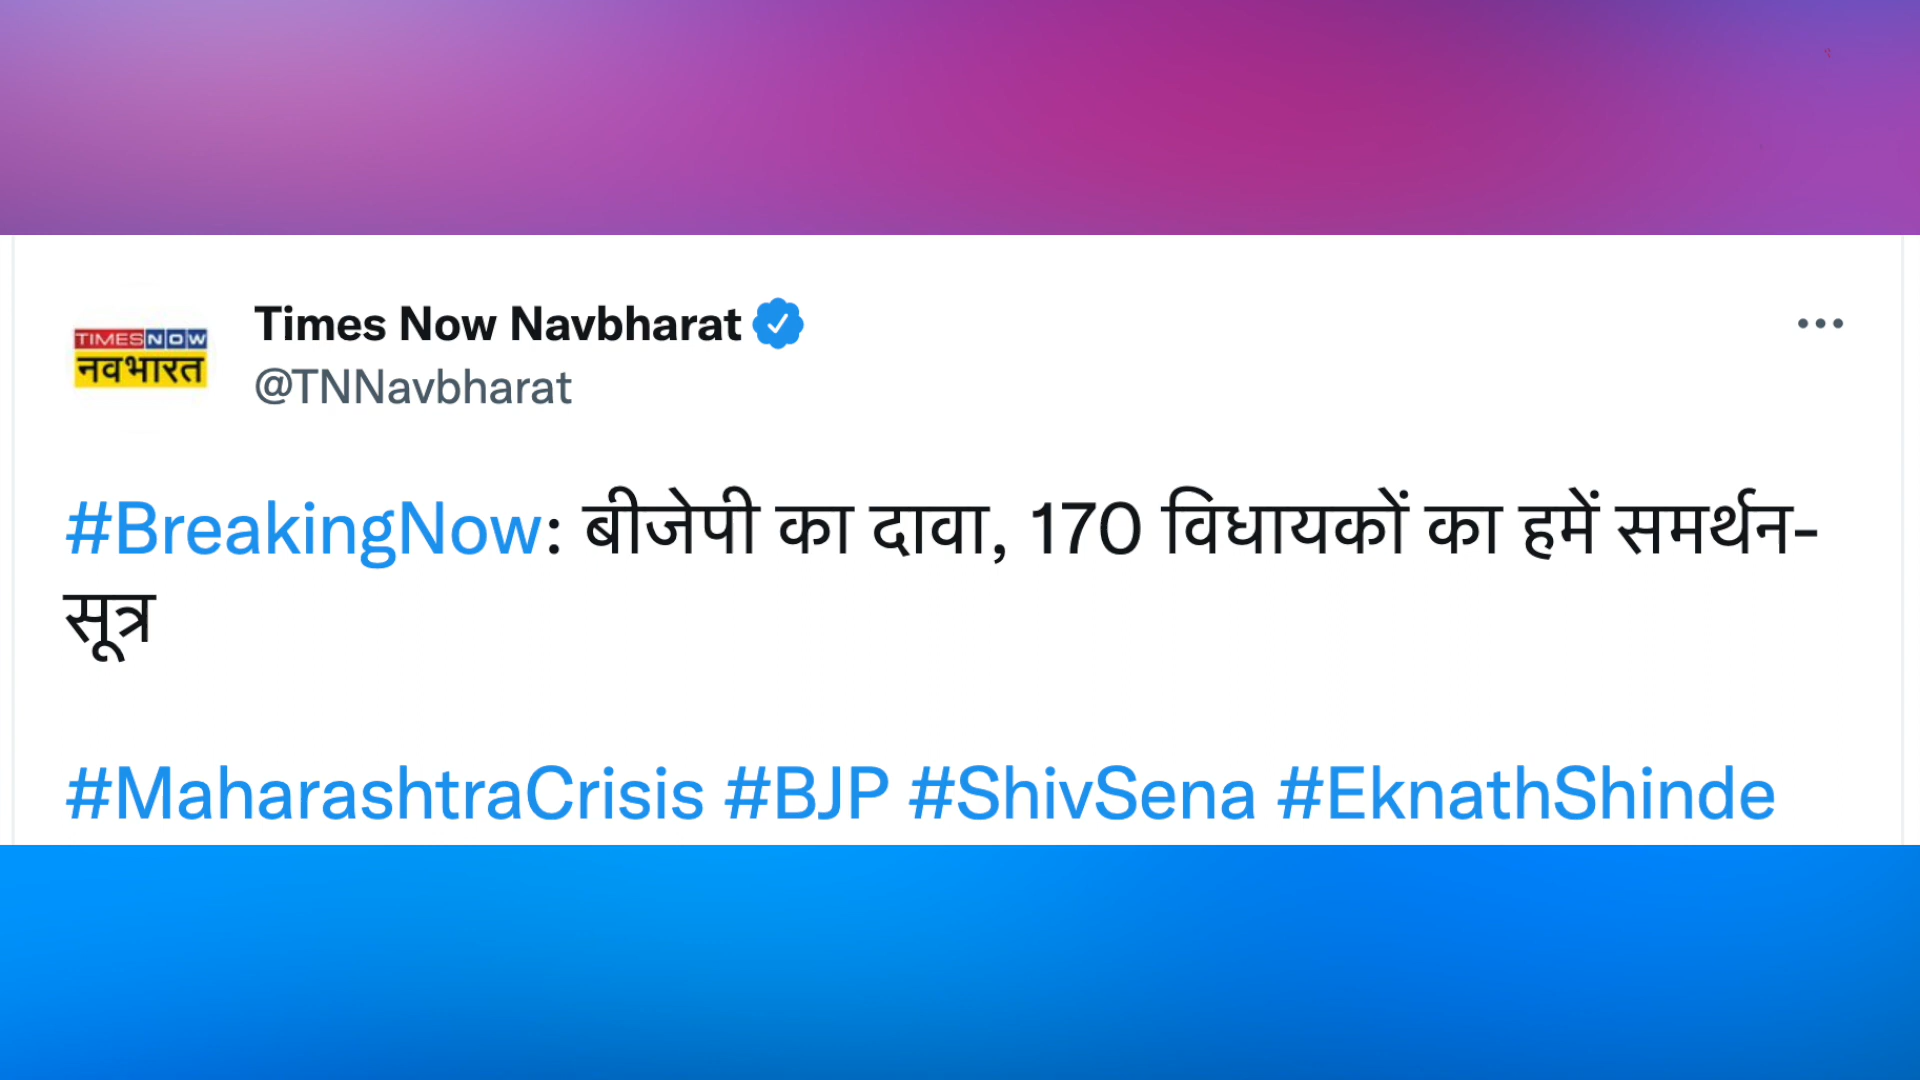 TIMES NOW
नवभारत
Times Now Navbharat
@TNNavbharat
#BreakingNow: बीजेपी का दावा, 170 विधायकों का हमें समर्थन-
सूत्र
#MaharashtraCrisis #BJP #ShivSena #EknathShinde